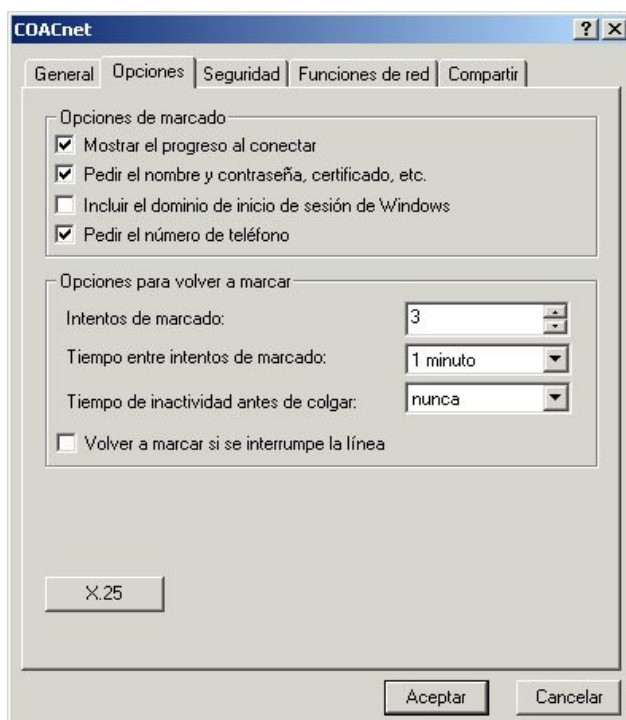 COACnet
General Opciones Seguridad Funciones de red Compartir
Opciones de marcado
Mostrar el progreso al conectar
Pedir el nombre y contraseña, certificado, etc.
Incluir el dominio de inicio de sesión de Windows
Pedir el número de teléfono
Opciones para volver a marcar
Intentos de marcado: 3
Tiempo entre intentos de marcado: 1 minuto
Tiempo de inactividad antes de colgar: nunca
Volver a marcar si se interrumpe la línea
X.25
Aceptar Cancelar